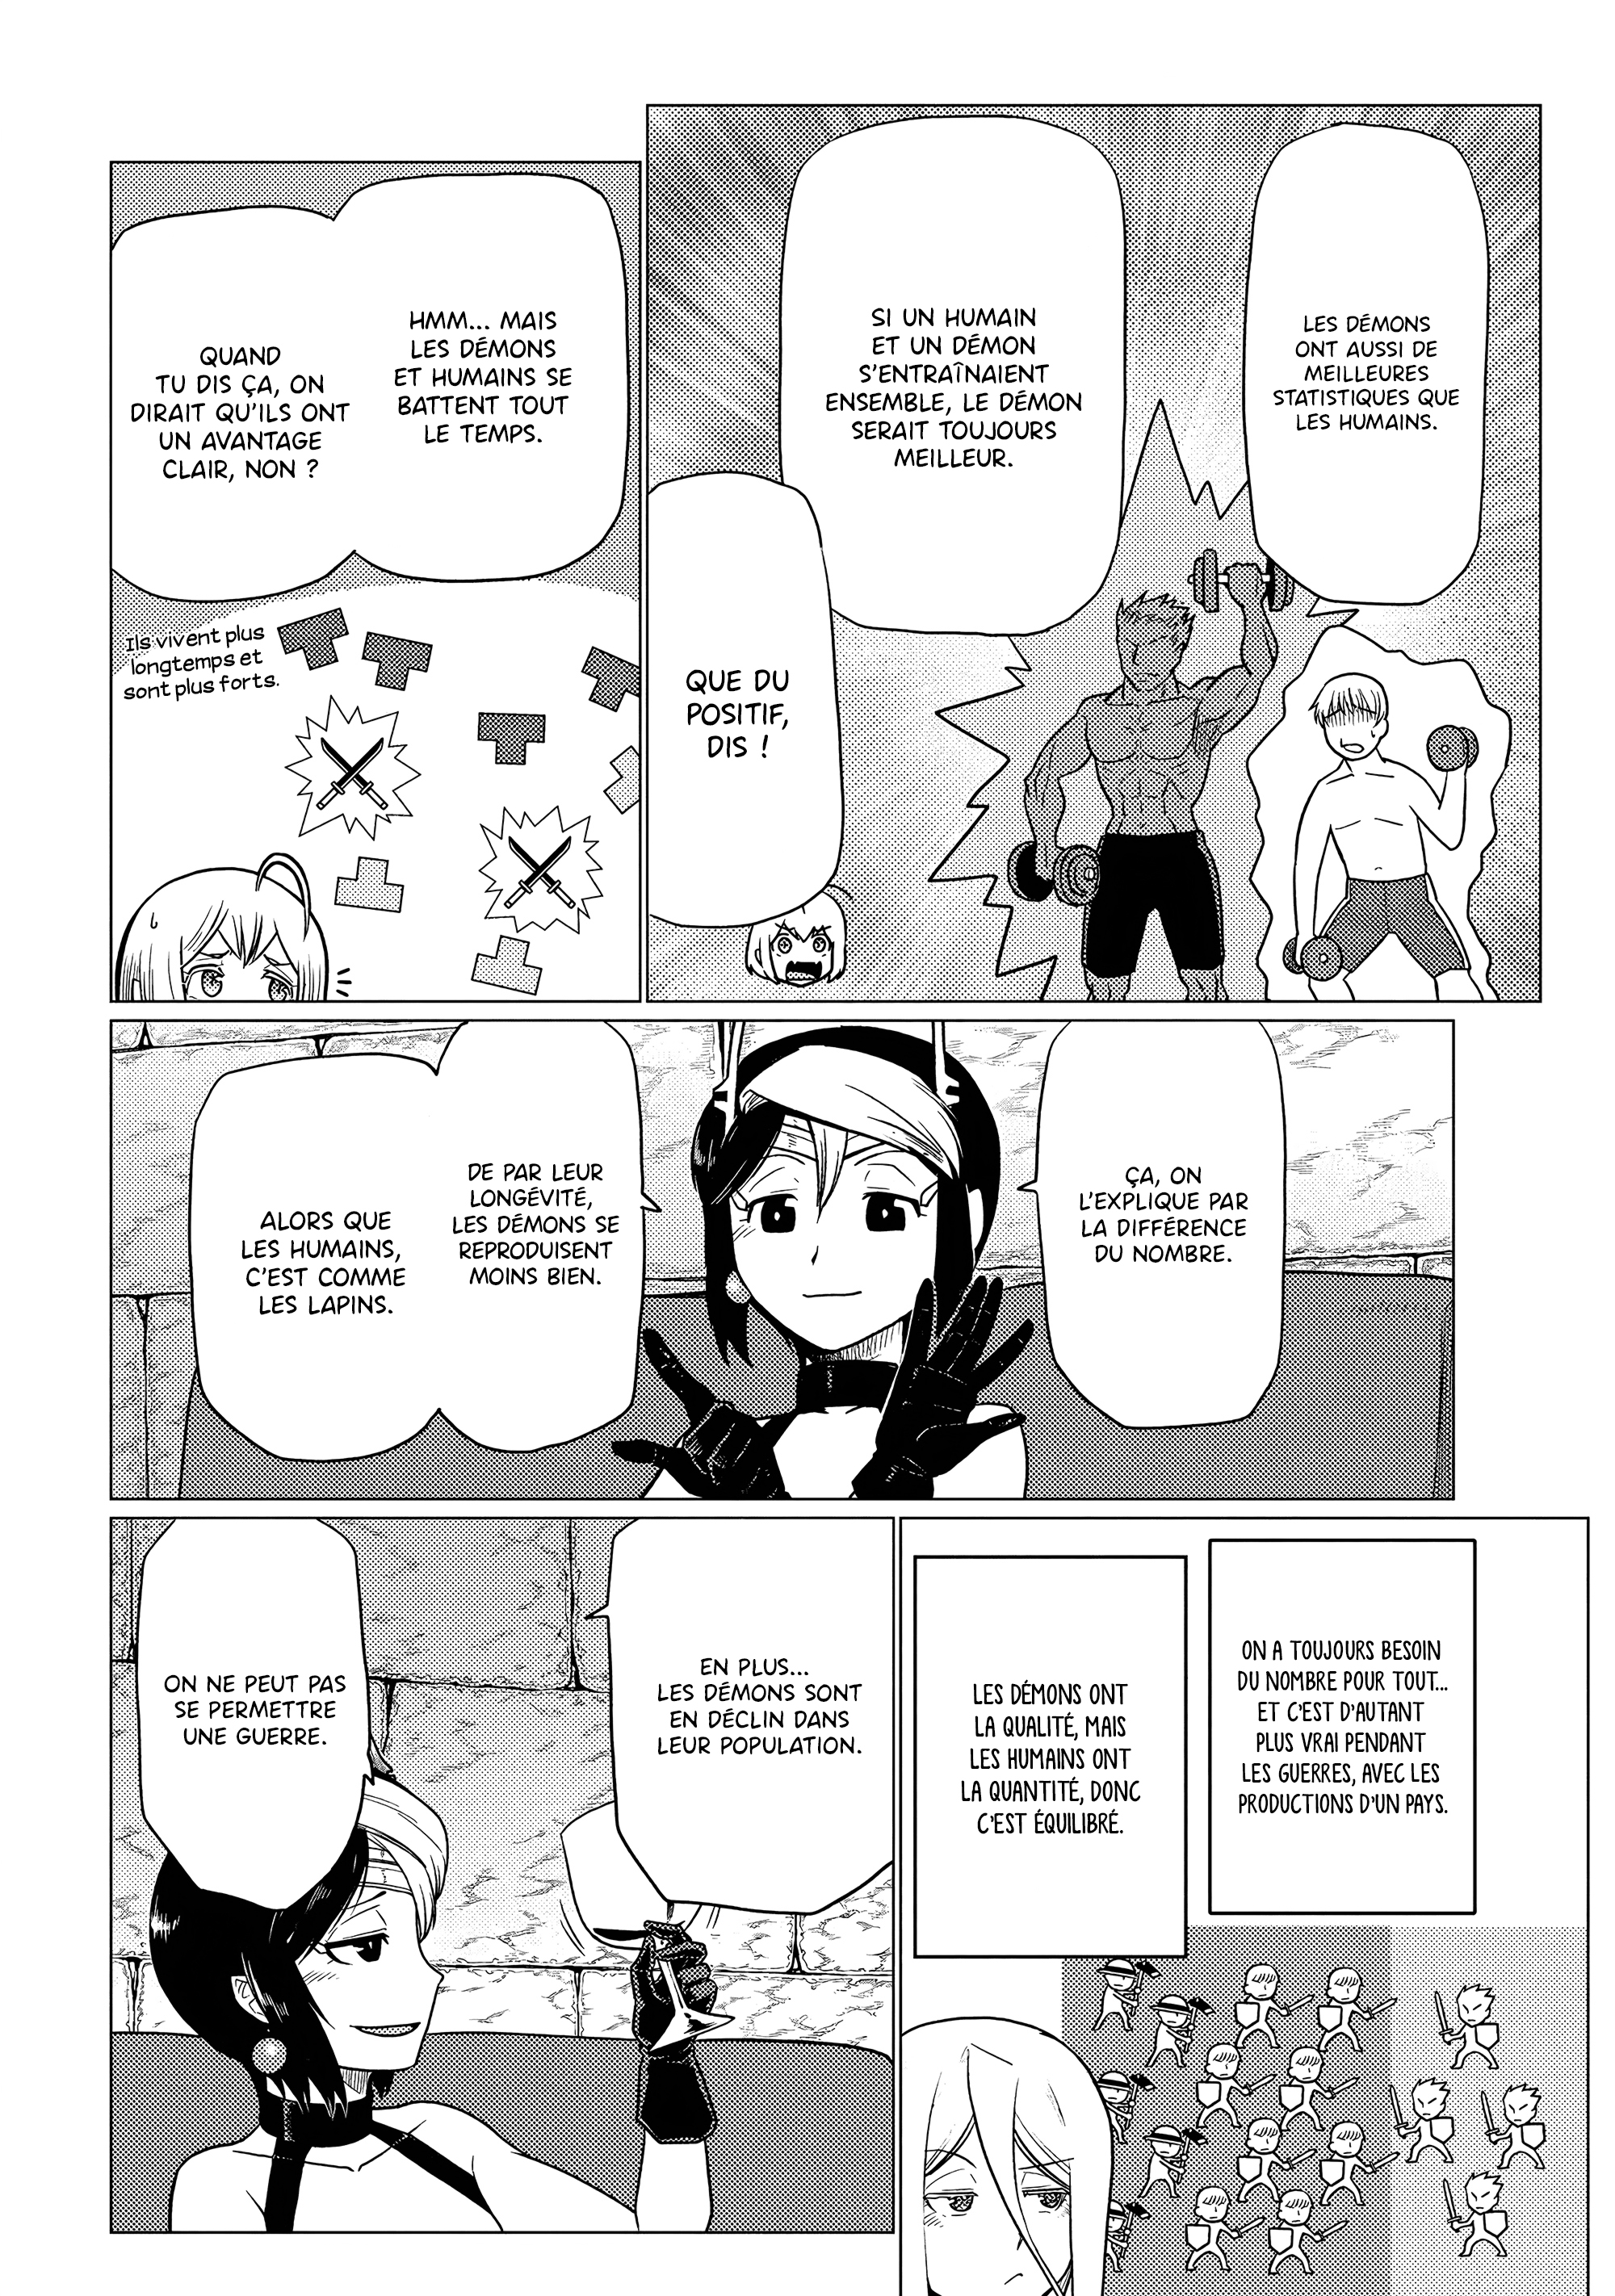 LES DÉMONS
ONT AUSSI DE
MEILLEURES
STATISTIQUES QUE
LES HUMAINS.
SI UN HUMAIN
ET UN DÉMON
S'ENTRAÎNAIENT
ENSEMBLE, LE DÉMON
SERAIT TOUJOURS
MEILLEUR.
QUE DU
POSITIF,
DIS !
HMM... MAIS
LES DÉMONS
ET HUMAINS SE
BATTENT TOUT
LE TEMPS.
QUAND
TU DIS ÇA, ON
DIRAIT QU'ILS ONT
UN AVANTAGE
CLAIR, NON ?
Ils vivent plus
longtemps et
sont plus forts.
ÇA, ON
L'EXPLIQUE PAR
LA DIFFÉRENCE
DU NOMBRE.
DE PAR LEUR
LONGÉVITÉ,
LES DÉMONS SE
REPRODUISENT
MOINS BIEN.
ALORS QUE
LES HUMAINS,
C'EST COMME
LES LAPINS.
ON A TOUJOURS BESOIN
DU NOMBRE POUR TOUT...
ET C'EST D'AUTANT
PLUS VRAI PENDANT
LES GUERRES, AVEC LES
PRODUCTIONS D'UN PAYS.
LES DÉMONS ONT
LA QUALITÉ, MAIS
LES HUMAINS ONT
LA QUANTITÉ, DONC
C'EST ÉQUILIBRÉ.
EN PLUS...
LES DÉMONS SONT
EN DÉCLIN DANS
LEUR POPULATION.
ON NE PEUT PAS
SE PERMETTRE
UNE GUERRE.